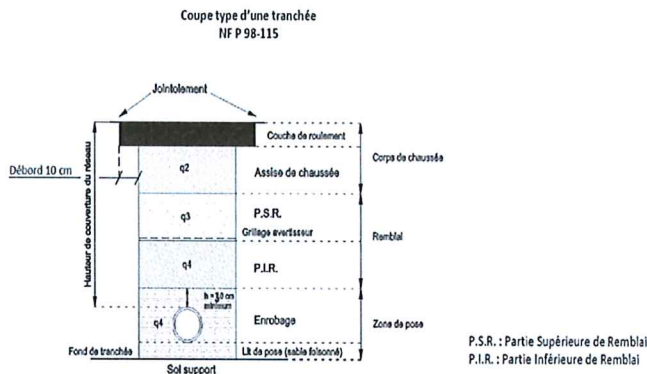 Coupe type d'une tranchée
NF P 98-115
Jointoiement
Couche de roulement
Corps de chaussée
Débord 10 cm
Hauteur de couverture du réseau
q2
Assise de chaussée
q3
P.S.R.
Grillage avertisseur
Remblai
q4
P.I.R.
h = 30 cm
minimum
q4
Enrobage
Zone de pose
Fond de tranchée
Lit de pose (sable foisonné)
Sol support
P.S.R. : Partie Supérieure de Remblai
P.I.R. : Partie Inférieure de Remblai